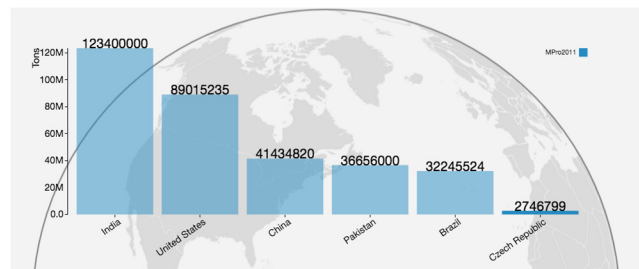 Tons
120M
100M
80M
60M
40M
20M
0.0
123400000
89015235
41434820
36656000
32245524
2746799
India
United States
China
Pakistan
Brazil
Czech Republic
MPro2011